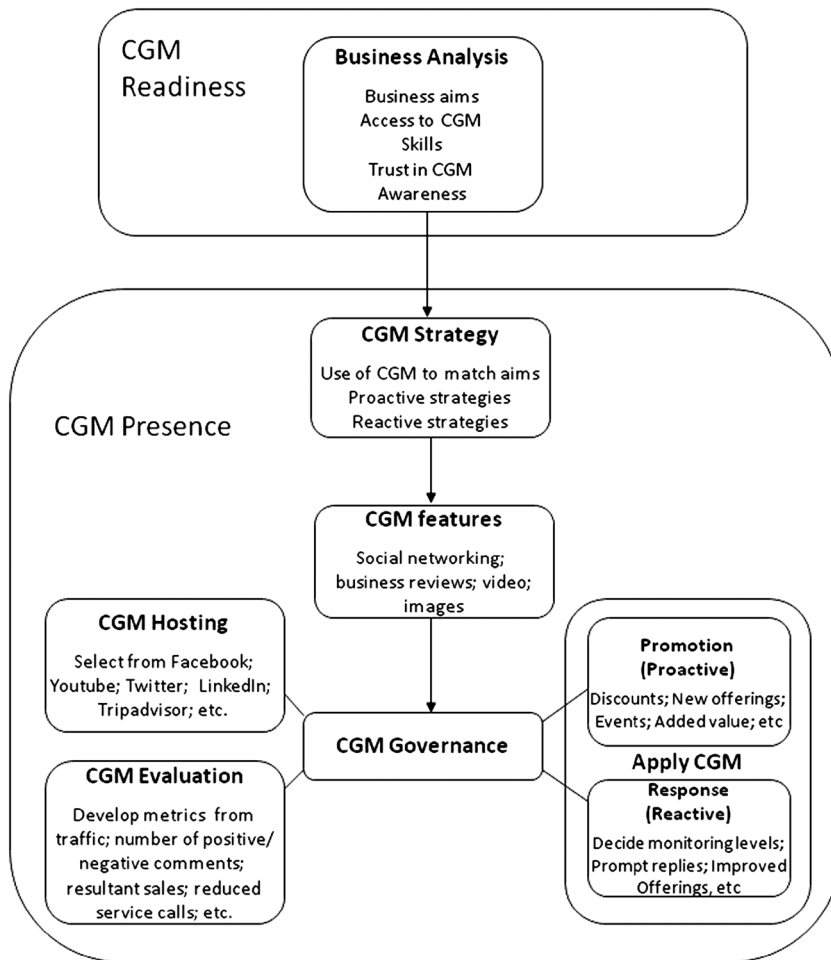 CGM
Readiness
Business Analysis
Business aims
Access to CGM
Skills
Trust in CGM
Awareness
CGM Presence
CGM Strategy
Use of CGM to match aims
Proactive strategies
Reactive strategies
CGM features
Social networking;
business reviews; video;
images
CGM Hosting
Select from Facebook;
Youtube; Twitter; LinkedIn;
Tripadvisor; etc.
CGM Governance
CGM Evaluation
Develop metrics from
traffic; number of positive/
negative comments;
resultant sales; reduced
service calls; etc.
Promotion
(Proactive)
Discounts; New offerings;
Events; Added value; etc
Apply CGM
Response
(Reactive)
Decide monitoring levels;
Prompt replies; Improved
Offerings, etc